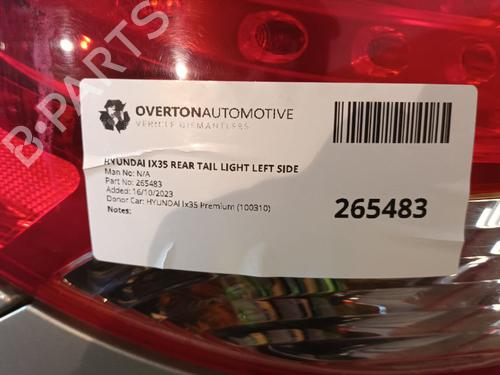 B-PARTS
OVERTONAUTOMOTIVE
VEHICLE DISMANTLERS
HYUNDAI IX35 REAR TAIL LIGHT LEFT SIDE
Man No: N/A
Part No: 265483
Added: 16/10/2023
Donor Car: HYUNDAI ix35 Premium (100310)
Notes:
265483